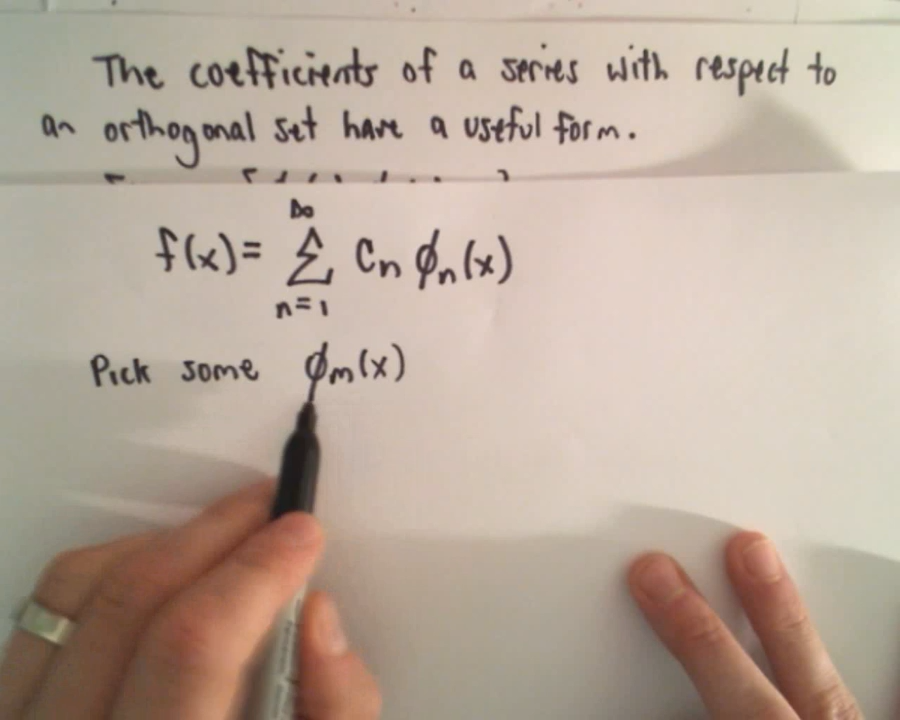 The coefficients of a series with respect to
an orthogonal set have a useful form.
∞
f(x)= Σ Cn ϕn(x)
n=1
Pick some ϕm(x)